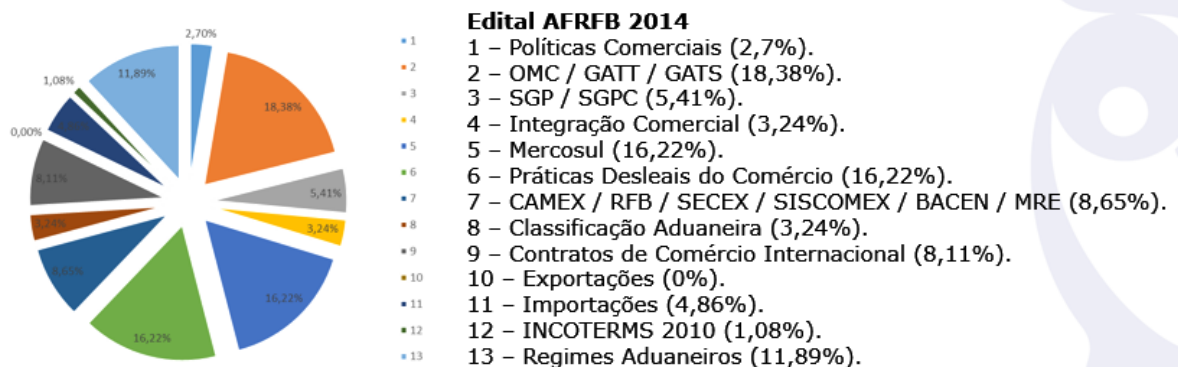 2,70%
18,38%
5,41%
3,24%
16,22%
16,22%
8,65%
3,24%
8,11%
0,00%
4,86%
1,08%
11,89%
1
2
3
4
5
6
7
8
9
10
11
12
13
Edital AFRFB 2014
1 – Políticas Comerciais (2,7%).
2 – OMC / GATT / GATS (18,38%).
3 – SGP / SGPC (5,41%).
4 – Integração Comercial (3,24%).
5 – Mercosul (16,22%).
6 – Práticas Desleais do Comércio (16,22%).
7 – CAMEX / RFB / SECEX / SISCOMEX / BACEN / MRE (8,65%).
8 – Classificação Aduaneira (3,24%).
9 – Contratos de Comércio Internacional (8,11%).
10 – Exportações (0%).
11 – Importações (4,86%).
12 – INCOTERMS 2010 (1,08%).
13 – Regimes Aduaneiros (11,89%).